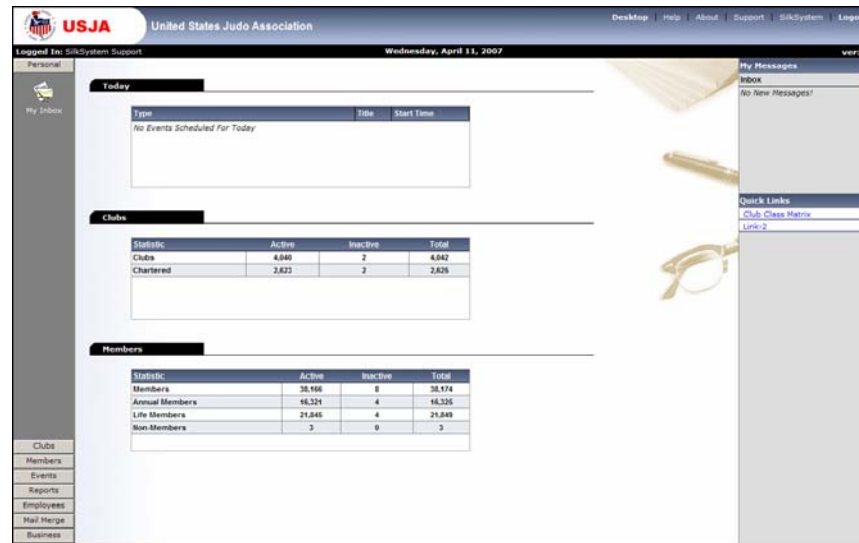 USJA United States Judo Association
Desktop | Help | About | Support | SilkSystem | Logo
Logged In: SilkSystem Support Wednesday, April 11, 2007 ver:
Personal
My Inbox
Today
Type Title Start Time
No Events Scheduled For Today
Clubs
Statistic Active Inactive Total
Clubs 4,040 2 4,042
Chartered 2,623 2 2,625
Members
Statistic Active Inactive Total
Members 38,166 8 38,174
Annual Members 16,321 4 16,325
Life Members 21,845 4 21,849
Non-Members 3 0 3
My Messages
Inbox
No New Messages!
Quick Links
Club Class Matrix
Link-2
Clubs
Members
Events
Reports
Employees
Mail Merge
Business